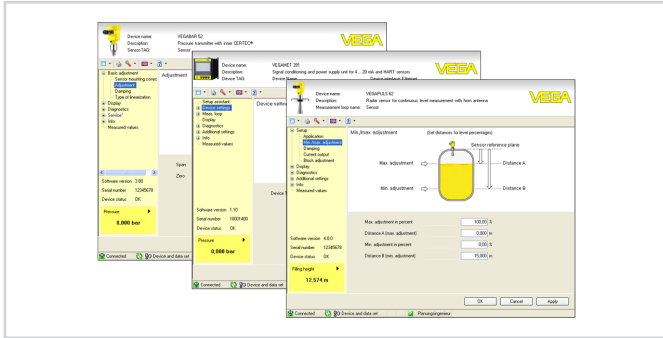 Device name: VEGABAR 52
Description: Pressure transmitter with inner CERTEC®
Sensor-TAG: Sensor
VEGA
Basic adjustment
Sensor mounting correc
Adjustment
Damping
Type of linearization
Display
Diagnostics
Service
Info
Measured values
Adjustment
Span
Zero
Software version 3.80
Serial number 12345678
Device status OK
Pressure
0,000 bar
Connected Device and data set
Device name: VEGAMET 391
Description: Signal conditioning and power supply unit for 4 ... 20 mA and HART sensors
Device TAG: Device Name
Device interface: Ethernet
VEGA
Setup assistant
Device settings
Meas. loop
Display
Diagnostics
Additional settings
Info
Measured values
Device settin
Device T
Software version 1.10
Serial number 10001400
Device status OK
Pressure
0,000 bar
Connected Device and data set
Device name: VEGAPULS 62
Description: Radar sensor for continuous level measurement with horn antenna
Measurement loop name: Sensor
VEGA
Setup
Application
Min./max. adjustment
Damping
Current output
Block adjustment
Display
Diagnostics
Additional settings
Info
Measured values
Min./max. adjustment (Set distances for level percentages)
Sensor reference plane
Max. adjustment Distance A
Min. adjustment Distance B
Max. adjustment in percent 100,00 %
Distance A (max. adjustment) 0,000 m
Min. adjustment in percent 0,00 %
Distance B (min. adjustment) 15,000 m
Software version 4.0.0
Serial number 12345678
Device status OK
Filling height
12,574 m
OK Cancel Apply
Connected Device and data set Planungsingenieur